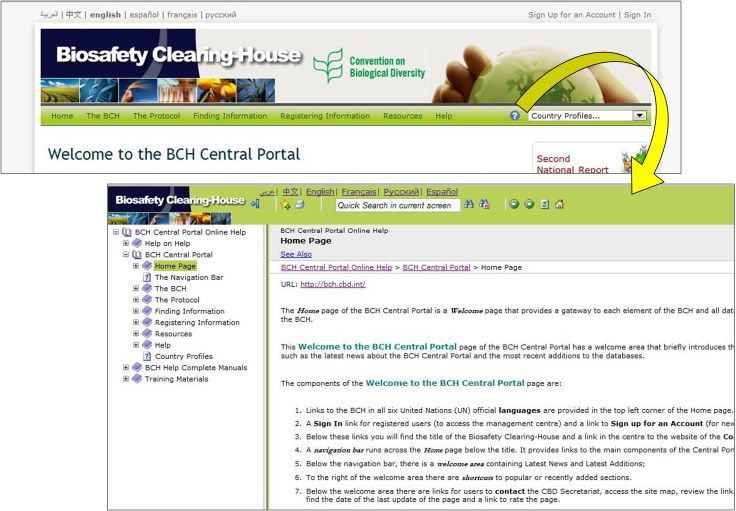 العربية | 中文 | english | español | français | русский
Sign Up for an Account | Sign In
Biosafety Clearing-House
Convention on
Biological Diversity
Home The BCH The Protocol Finding Information Registering Information Resources Help
? Country Profiles...
Welcome to the BCH Central Portal
Second
National Report
Biosafety Clearing-House
عربي | 中文 | English | Français | Русский | Español
Quick Search in current screen
BCH Central Portal Online Help
Help on Help
BCH Central Portal
Home Page
The Navigation Bar
The BCH
The Protocol
Finding Information
Registering Information
Resources
Help
Country Profiles
BCH Help Complete Manuals
Training Materials
BCH Central Portal Online Help
Home Page
See Also
BCH Central Portal Online Help > BCH Central Portal > Home Page
URL: http://bch.cbd.int/
The Home page of the BCH Central Portal is a Welcome page that provides a gateway to each element of the BCH and all dat
the BCH.
This Welcome to the BCH Central Portal page of the BCH Central Portal has a welcome area that briefly introduces th
such as the latest news about the BCH Central Portal and the most recent additions to the databases.
The components of the Welcome to the BCH Central Portal page are:
1. Links to the BCH in all six United Nations (UN) official languages are provided in the top left corner of the Home page.
2. A Sign In link for registered users (to access the management centre) and a link to Sign up for an Account (for new
3. Below these links you will find the title of the Biosafety Clearing-House and a link in the centre to the website of the Co
4. A navigation bar runs across the Home page below the title. It provides links to the main components of the Central Por
5. Below the navigation bar, there is a welcome area containing Latest News and Latest Additions;
6. To the right of the welcome area there are shortcuts to popular or recently added sections.
7. Below the welcome area there are links for users to contact the CBD Secretariat, access the site map, review the link
find the date of the last update of the page and a link to rate the page.